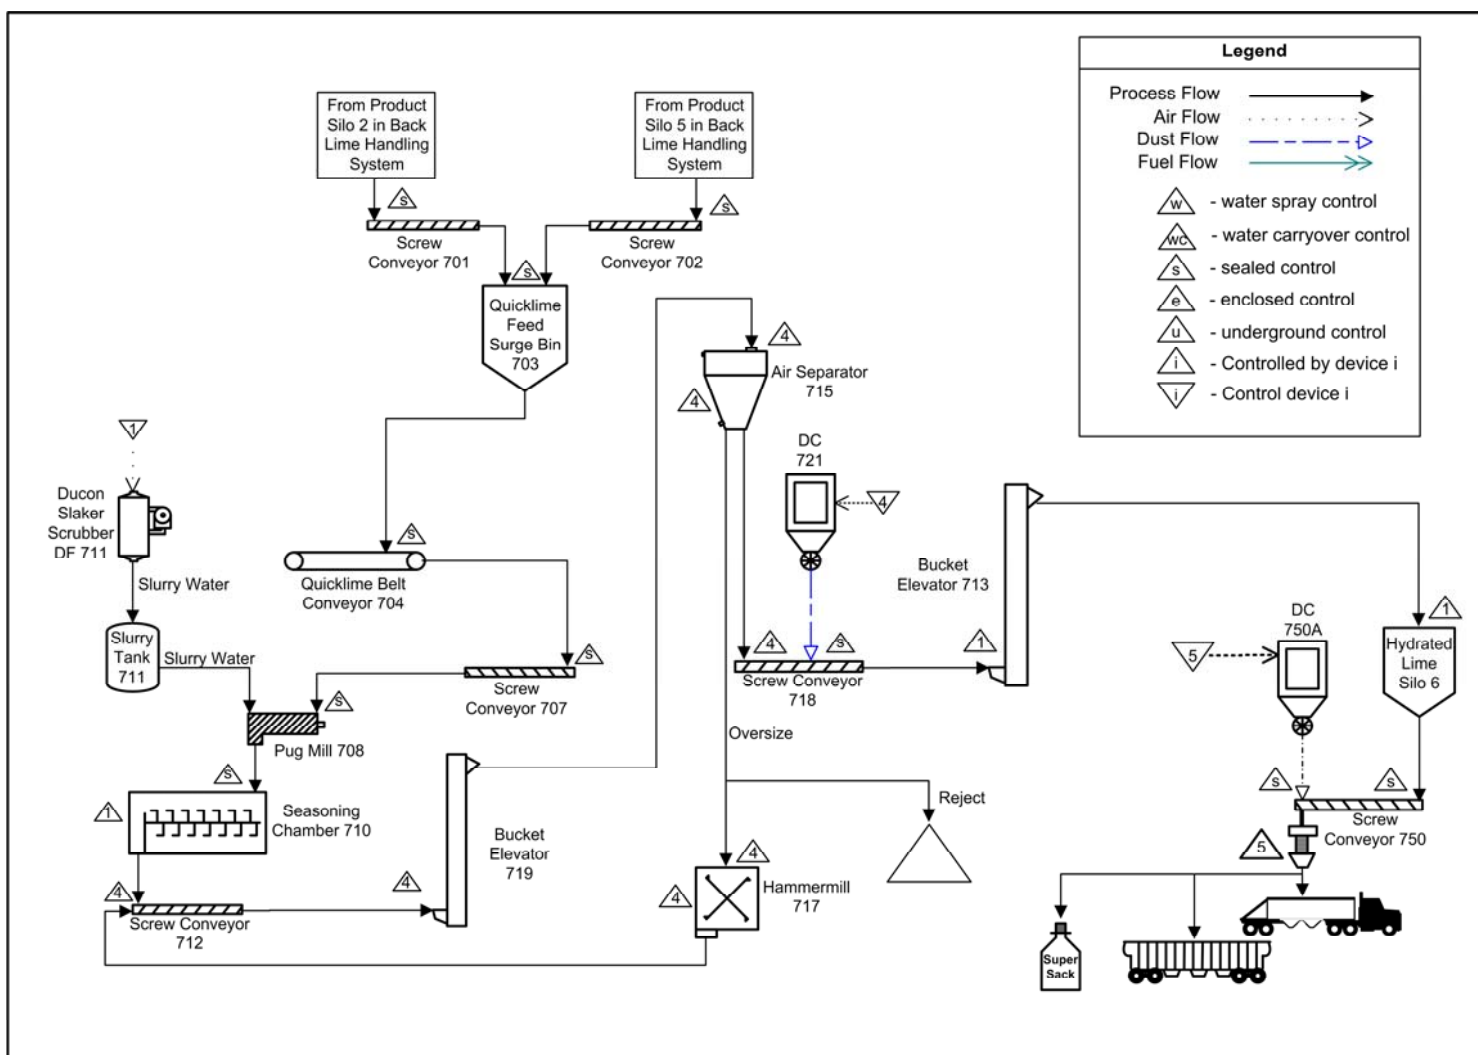 Legend
Process Flow
Air Flow
Dust Flow
Fuel Flow
w - water spray control
wc - water carryover control
s - sealed control
e - enclosed control
u - underground control
i - Controlled by device i
i - Control device i
From Product
Silo 2 in Back
Lime Handling
System
From Product
Silo 5 in Back
Lime Handling
System
s
s
Screw
Conveyor 701
Screw
Conveyor 702
s
Quicklime
Feed
Surge Bin
703
4
Air Separator
715
4
1
Ducon
Slaker
Scrubber
DF 711
Slurry Water
Slurry
Tank
711
Slurry Water
s
Quicklime Belt
Conveyor 704
s
Screw
Conveyor 707
s
Pug Mill 708
s
1
Seasoning
Chamber 710
4
Screw Conveyor
712
4
Bucket
Elevator
719
DC
721
4
4
s
Screw Conveyor
718
1
Bucket
Elevator 713
Oversize
Reject
4
4
Hammermill
717
1
Hydrated
Lime
Silo 6
DC
750A
5
s
s
Screw
Conveyor 750
5
Super
Sack